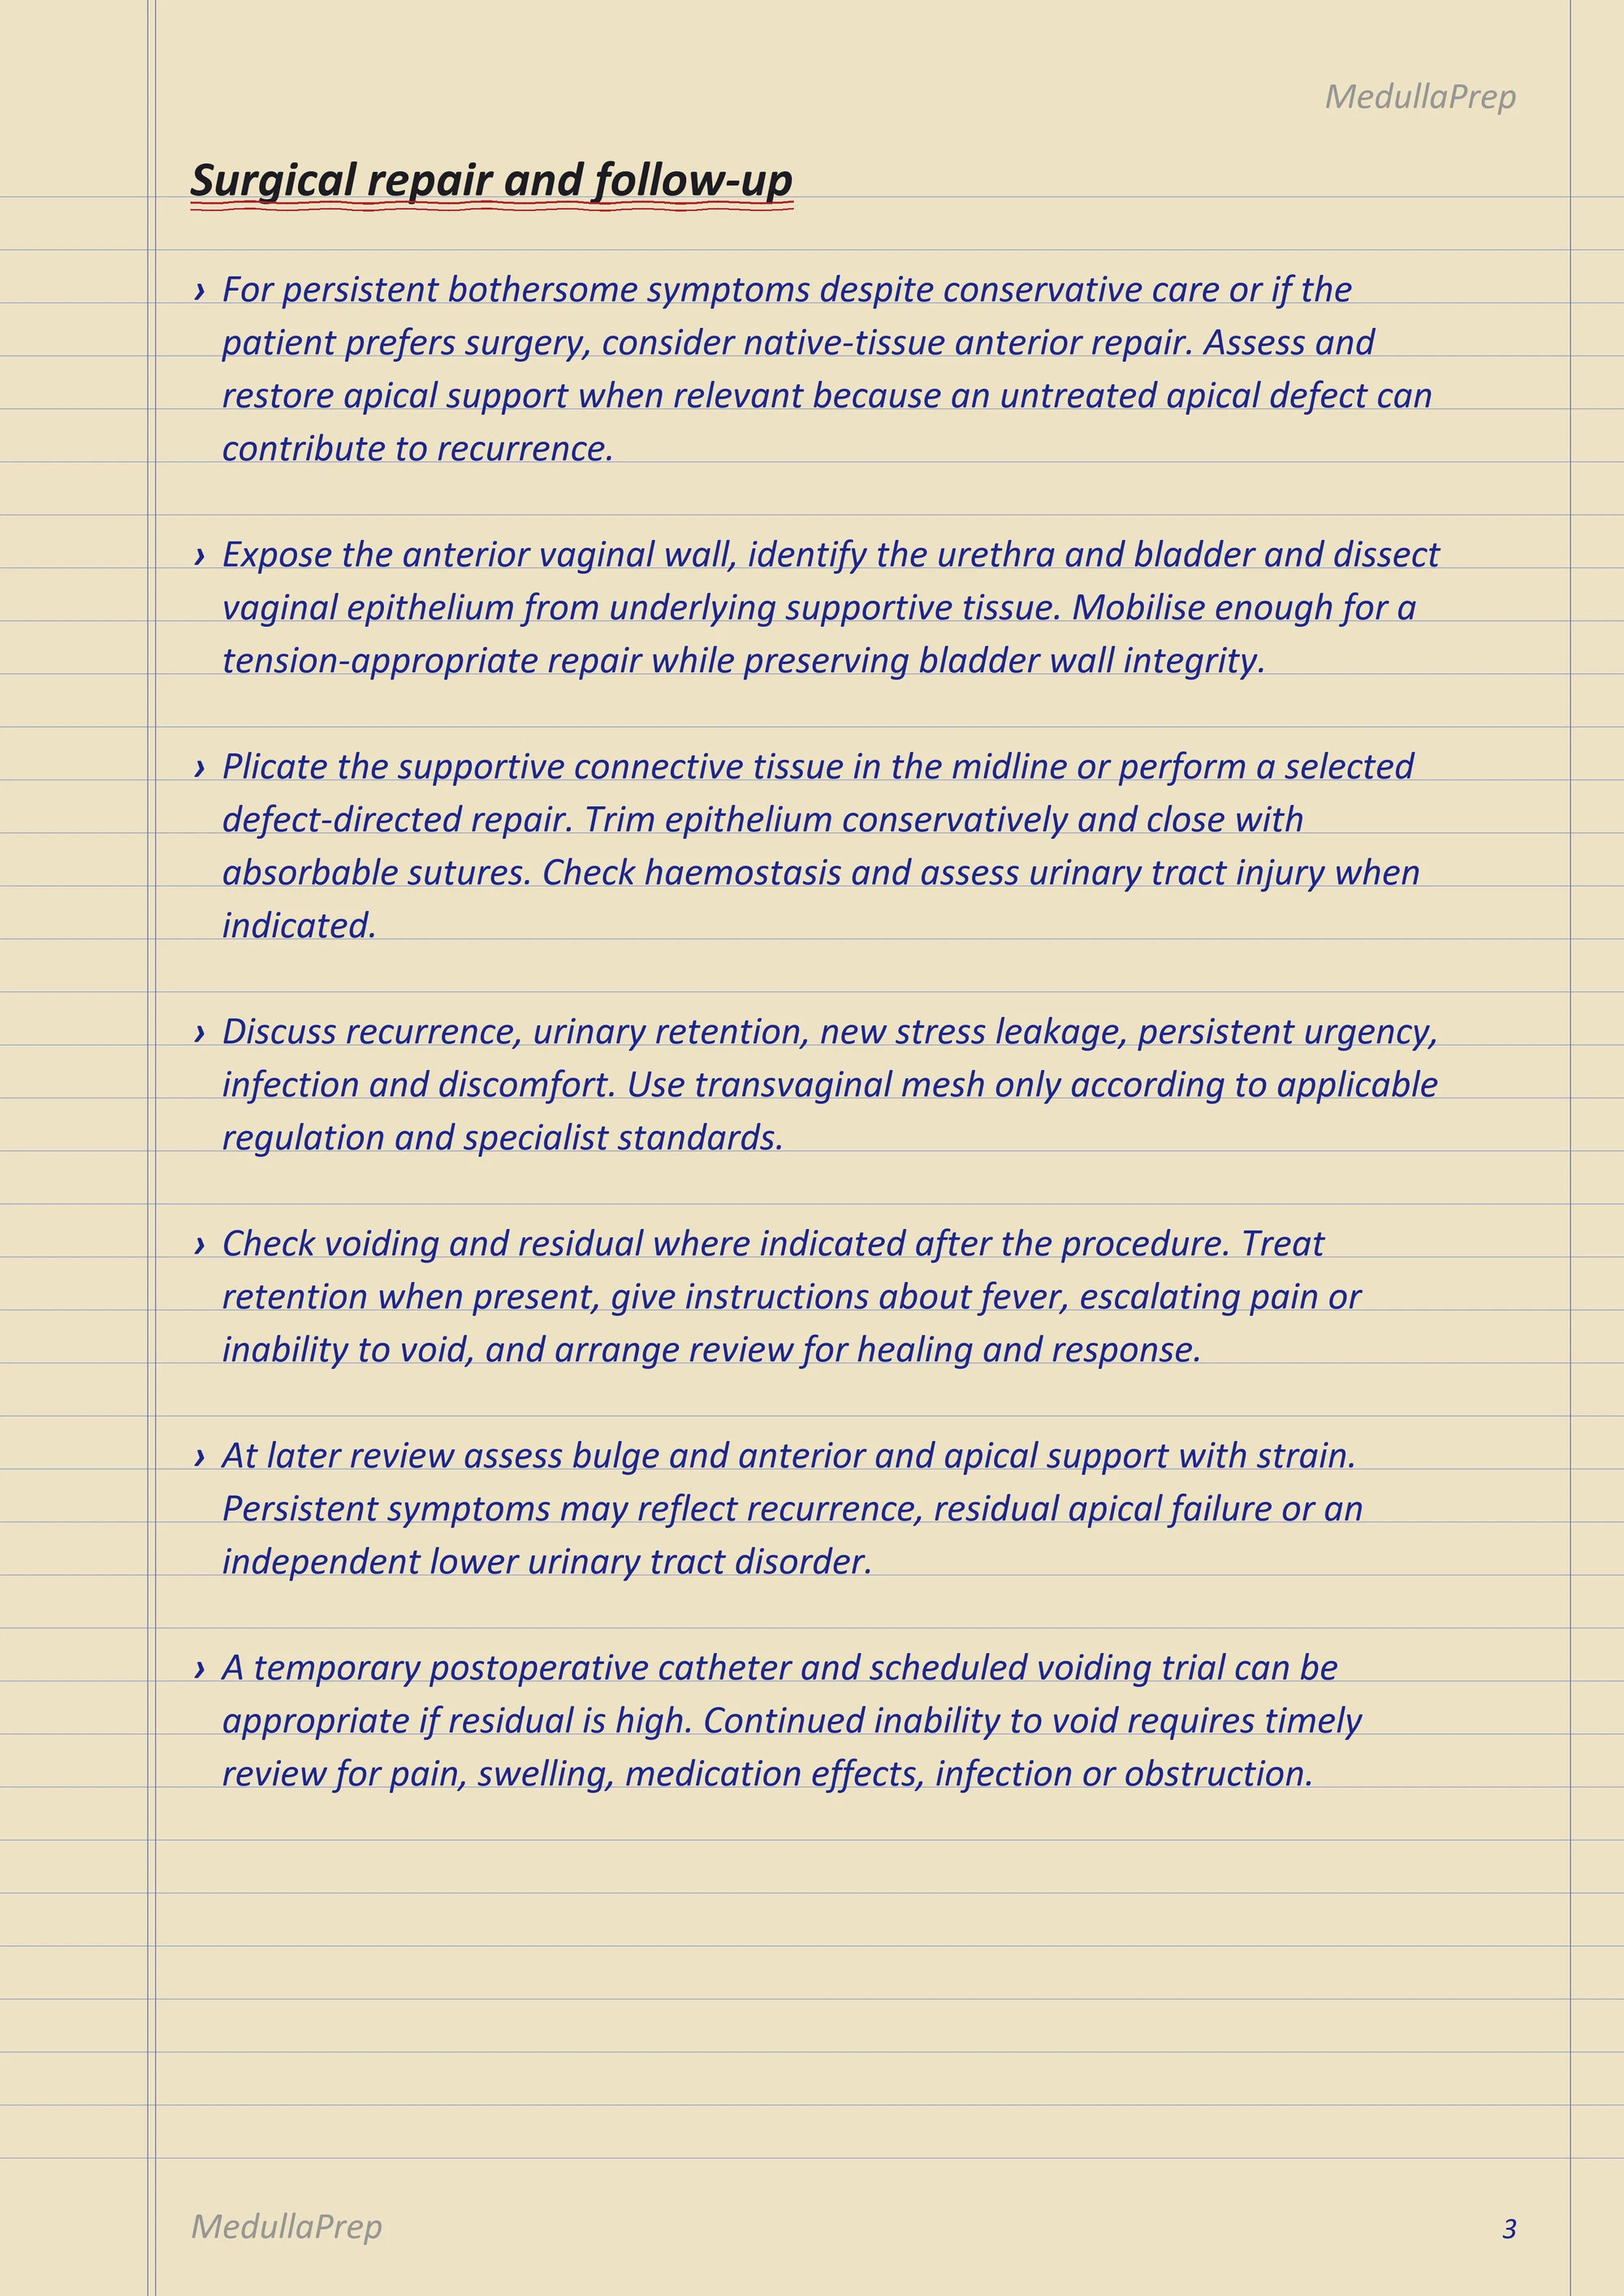 MedullaPrep
Surgical repair and follow-up
› For persistent bothersome symptoms despite conservative care or if the
patient prefers surgery, consider native-tissue anterior repair. Assess and
restore apical support when relevant because an untreated apical defect can
contribute to recurrence.
› Expose the anterior vaginal wall, identify the urethra and bladder and dissect
vaginal epithelium from underlying supportive tissue. Mobilise enough for a
tension-appropriate repair while preserving bladder wall integrity.
› Plicate the supportive connective tissue in the midline or perform a selected
defect-directed repair. Trim epithelium conservatively and close with
absorbable sutures. Check haemostasis and assess urinary tract injury when
indicated.
› Discuss recurrence, urinary retention, new stress leakage, persistent urgency,
infection and discomfort. Use transvaginal mesh only according to applicable
regulation and specialist standards.
› Check voiding and residual where indicated after the procedure. Treat
retention when present, give instructions about fever, escalating pain or
inability to void, and arrange review for healing and response.
› At later review assess bulge and anterior and apical support with strain.
Persistent symptoms may reflect recurrence, residual apical failure or an
independent lower urinary tract disorder.
› A temporary postoperative catheter and scheduled voiding trial can be
appropriate if residual is high. Continued inability to void requires timely
review for pain, swelling, medication effects, infection or obstruction.
MedullaPrep
3